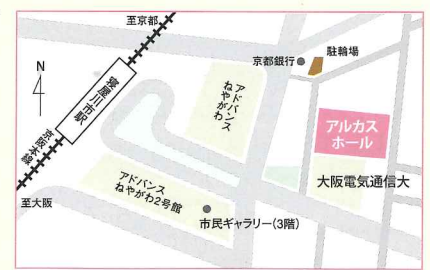 至京都
N
寝屋川市駅
京阪本線
至大阪
アドバンス
ねやがわ
京都銀行
駐輪場
アルカス
ホール
大阪電気通信大
アドバンス
ねやがわ2号館
市民ギャラリー(3階)